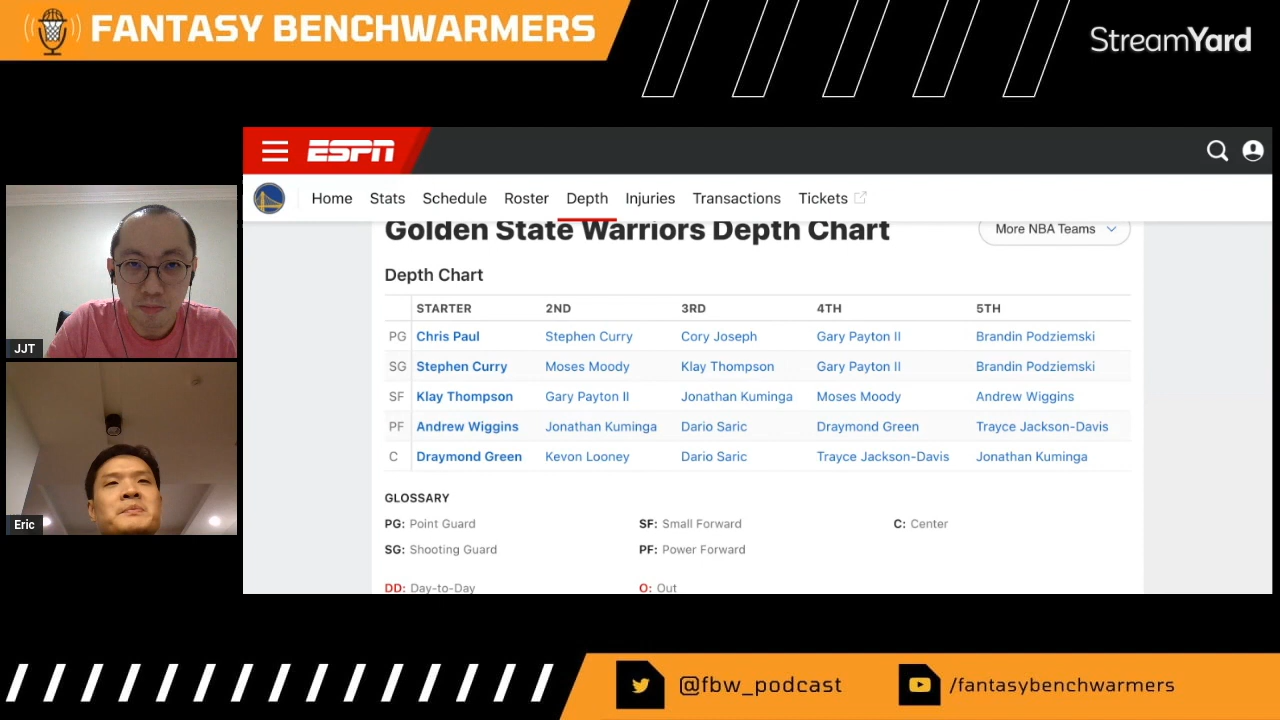 FANTASY BENCHWARMERS
StreamYard
ESPN
Home Stats Schedule Roster Depth Injuries Transactions Tickets
Golden State Warriors Depth Chart
More NBA Teams
Depth Chart
STARTER 2ND 3RD 4TH 5TH
PG Chris Paul Stephen Curry Cory Joseph Gary Payton II Brandin Podziemski
SG Stephen Curry Moses Moody Klay Thompson Gary Payton II Brandin Podziemski
SF Klay Thompson Gary Payton II Jonathan Kuminga Moses Moody Andrew Wiggins
PF Andrew Wiggins Jonathan Kuminga Dario Saric Draymond Green Trayce Jackson-Davis
C Draymond Green Kevon Looney Dario Saric Trayce Jackson-Davis Jonathan Kuminga
GLOSSARY
PG: Point Guard SF: Small Forward C: Center
SG: Shooting Guard PF: Power Forward
DD: Day-to-Day O: Out
JJT
Eric
@fbw_podcast
/fantasybenchwarmers